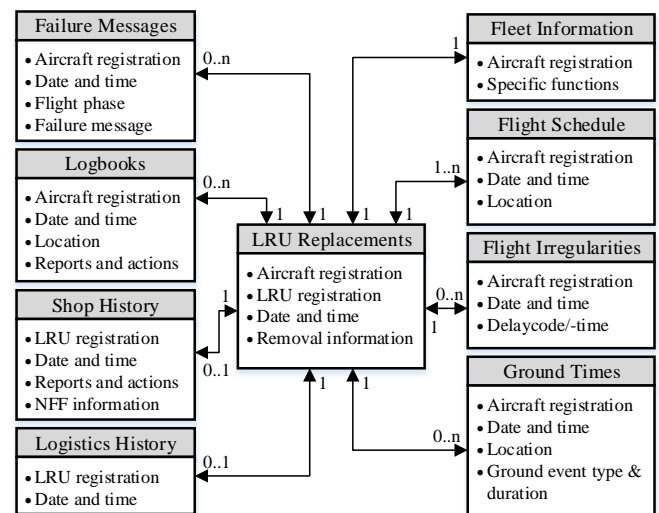 Failure Messages
• Aircraft registration
• Date and time
• Flight phase
• Failure message
0..n
1
Logbooks
• Aircraft registration
• Date and time
• Location
• Reports and actions
0..n
1
Shop History
• LRU registration
• Date and time
• Reports and actions
• NFF information
1
0..1
Logistics History
• LRU registration
• Date and time
0..1
1
LRU Replacements
• Aircraft registration
• LRU registration
• Date and time
• Removal information
Fleet Information
• Aircraft registration
• Specific functions
1
1
Flight Schedule
• Aircraft registration
• Date and time
• Location
1..n
1
Flight Irregularities
• Aircraft registration
• Date and time
• Delaycode/-time
0..n
1
Ground Times
• Aircraft registration
• Date and time
• Location
• Ground event type &
duration
1
0..n